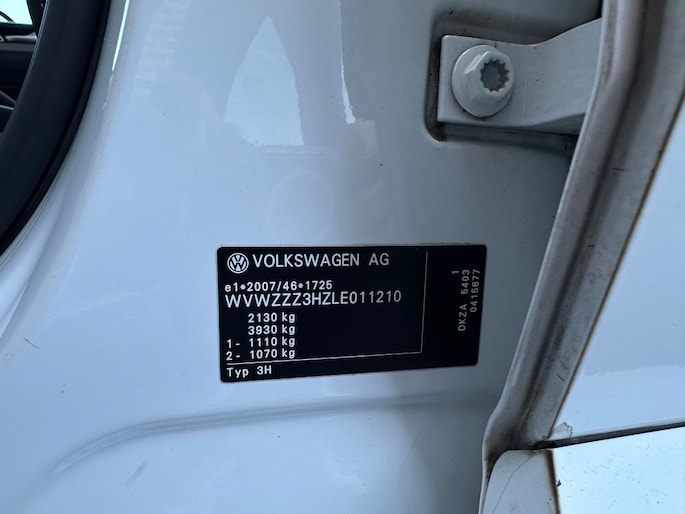 VOLKSWAGEN AG
e1*2007/46*1725
WVWZZZ3HZLE011210
2130 kg
3930 kg
1 - 1110 kg
2 - 1070 kg
Typ 3H
1
DKZA 5403
0415677